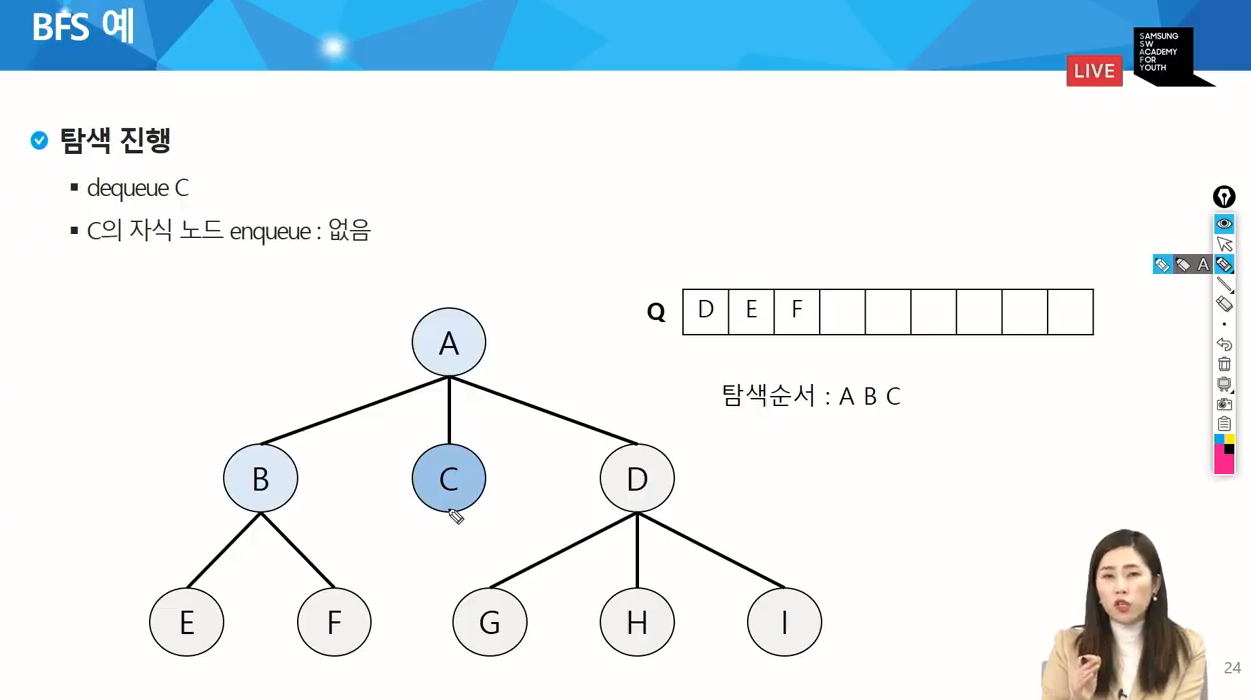 BFS 예
LIVE
SAMSUNG
SW
ACADEMY
FOR
YOUTH
탐색 진행
dequeue C
C의 자식 노드 enqueue : 없음
Q D E F
탐색순서 : A B C
A
B C D
E F G H I
A
24